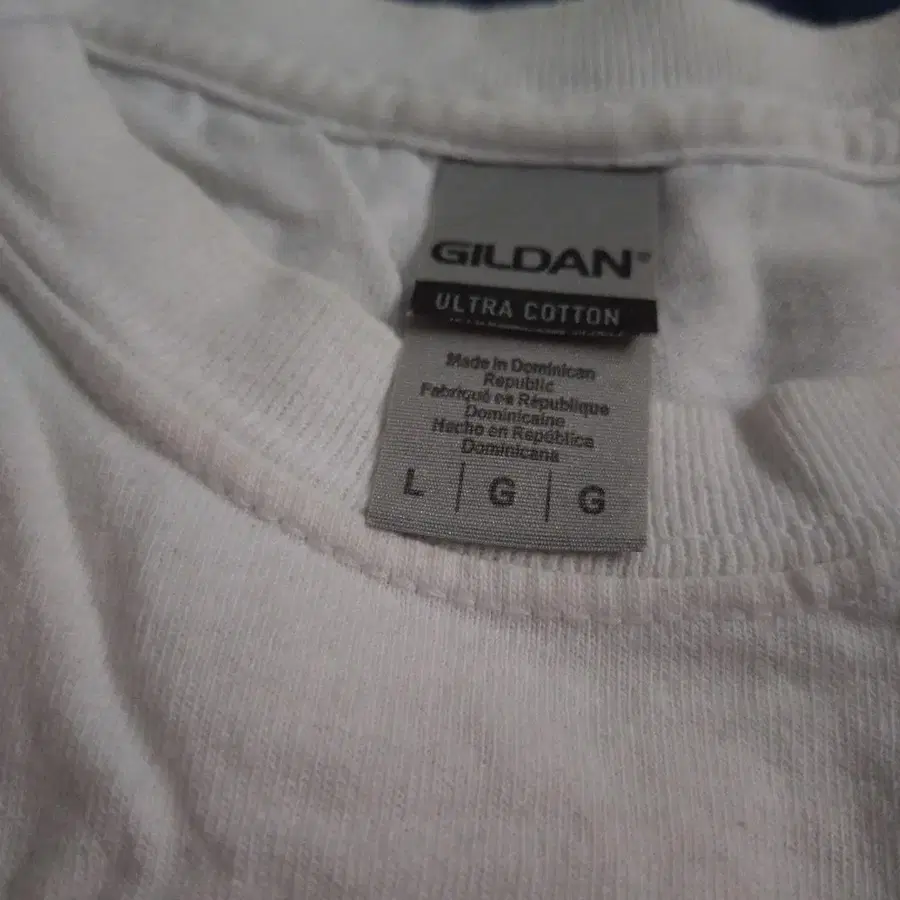 GILDAN®
ULTRA COTTON
Made in Dominican
Republic
Fabriqué en République
Dominicaine
Hecho en República
Dominicana
L | G | G